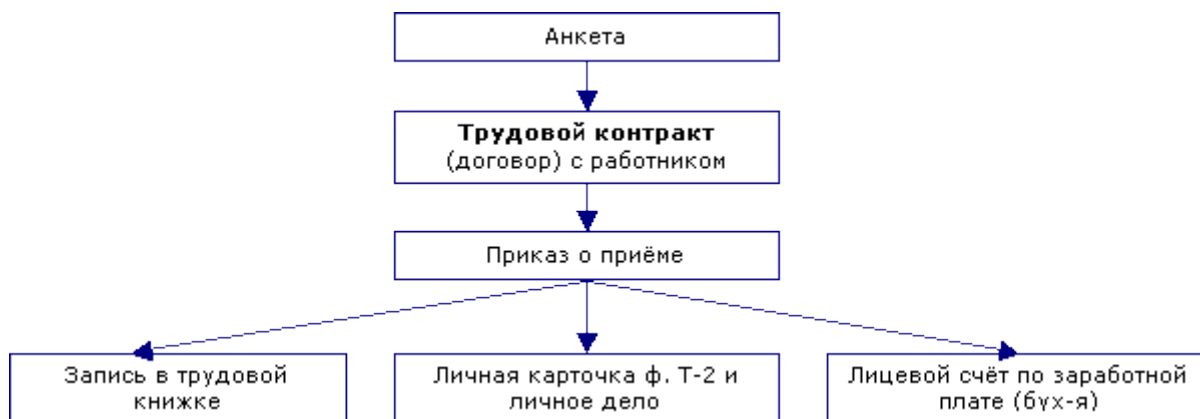 Анкета
Трудовой контракт
(договор) с работником
Приказ о приёме
Запись в трудовой
книжке
Личная карточка ф. Т-2 и
личное дело
Лицевой счёт по заработной
плате (бух-я)